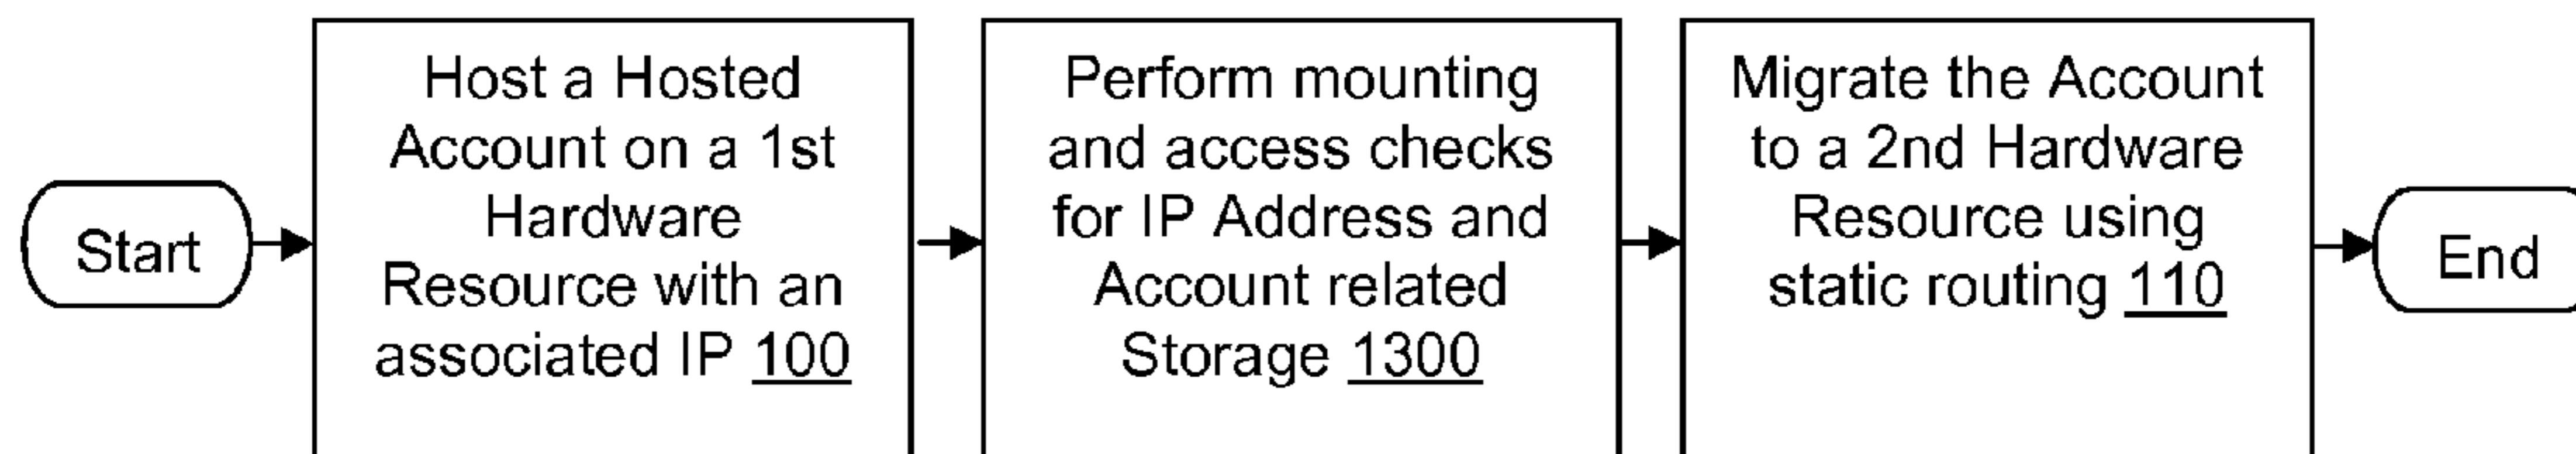 Start
Host a Hosted
Account on a 1st
Hardware
Resource with an
associated IP 100
Perform mounting
and access checks
for IP Address and
Account related
Storage 1300
Migrate the Account
to a 2nd Hardware
Resource using
static routing 110
End